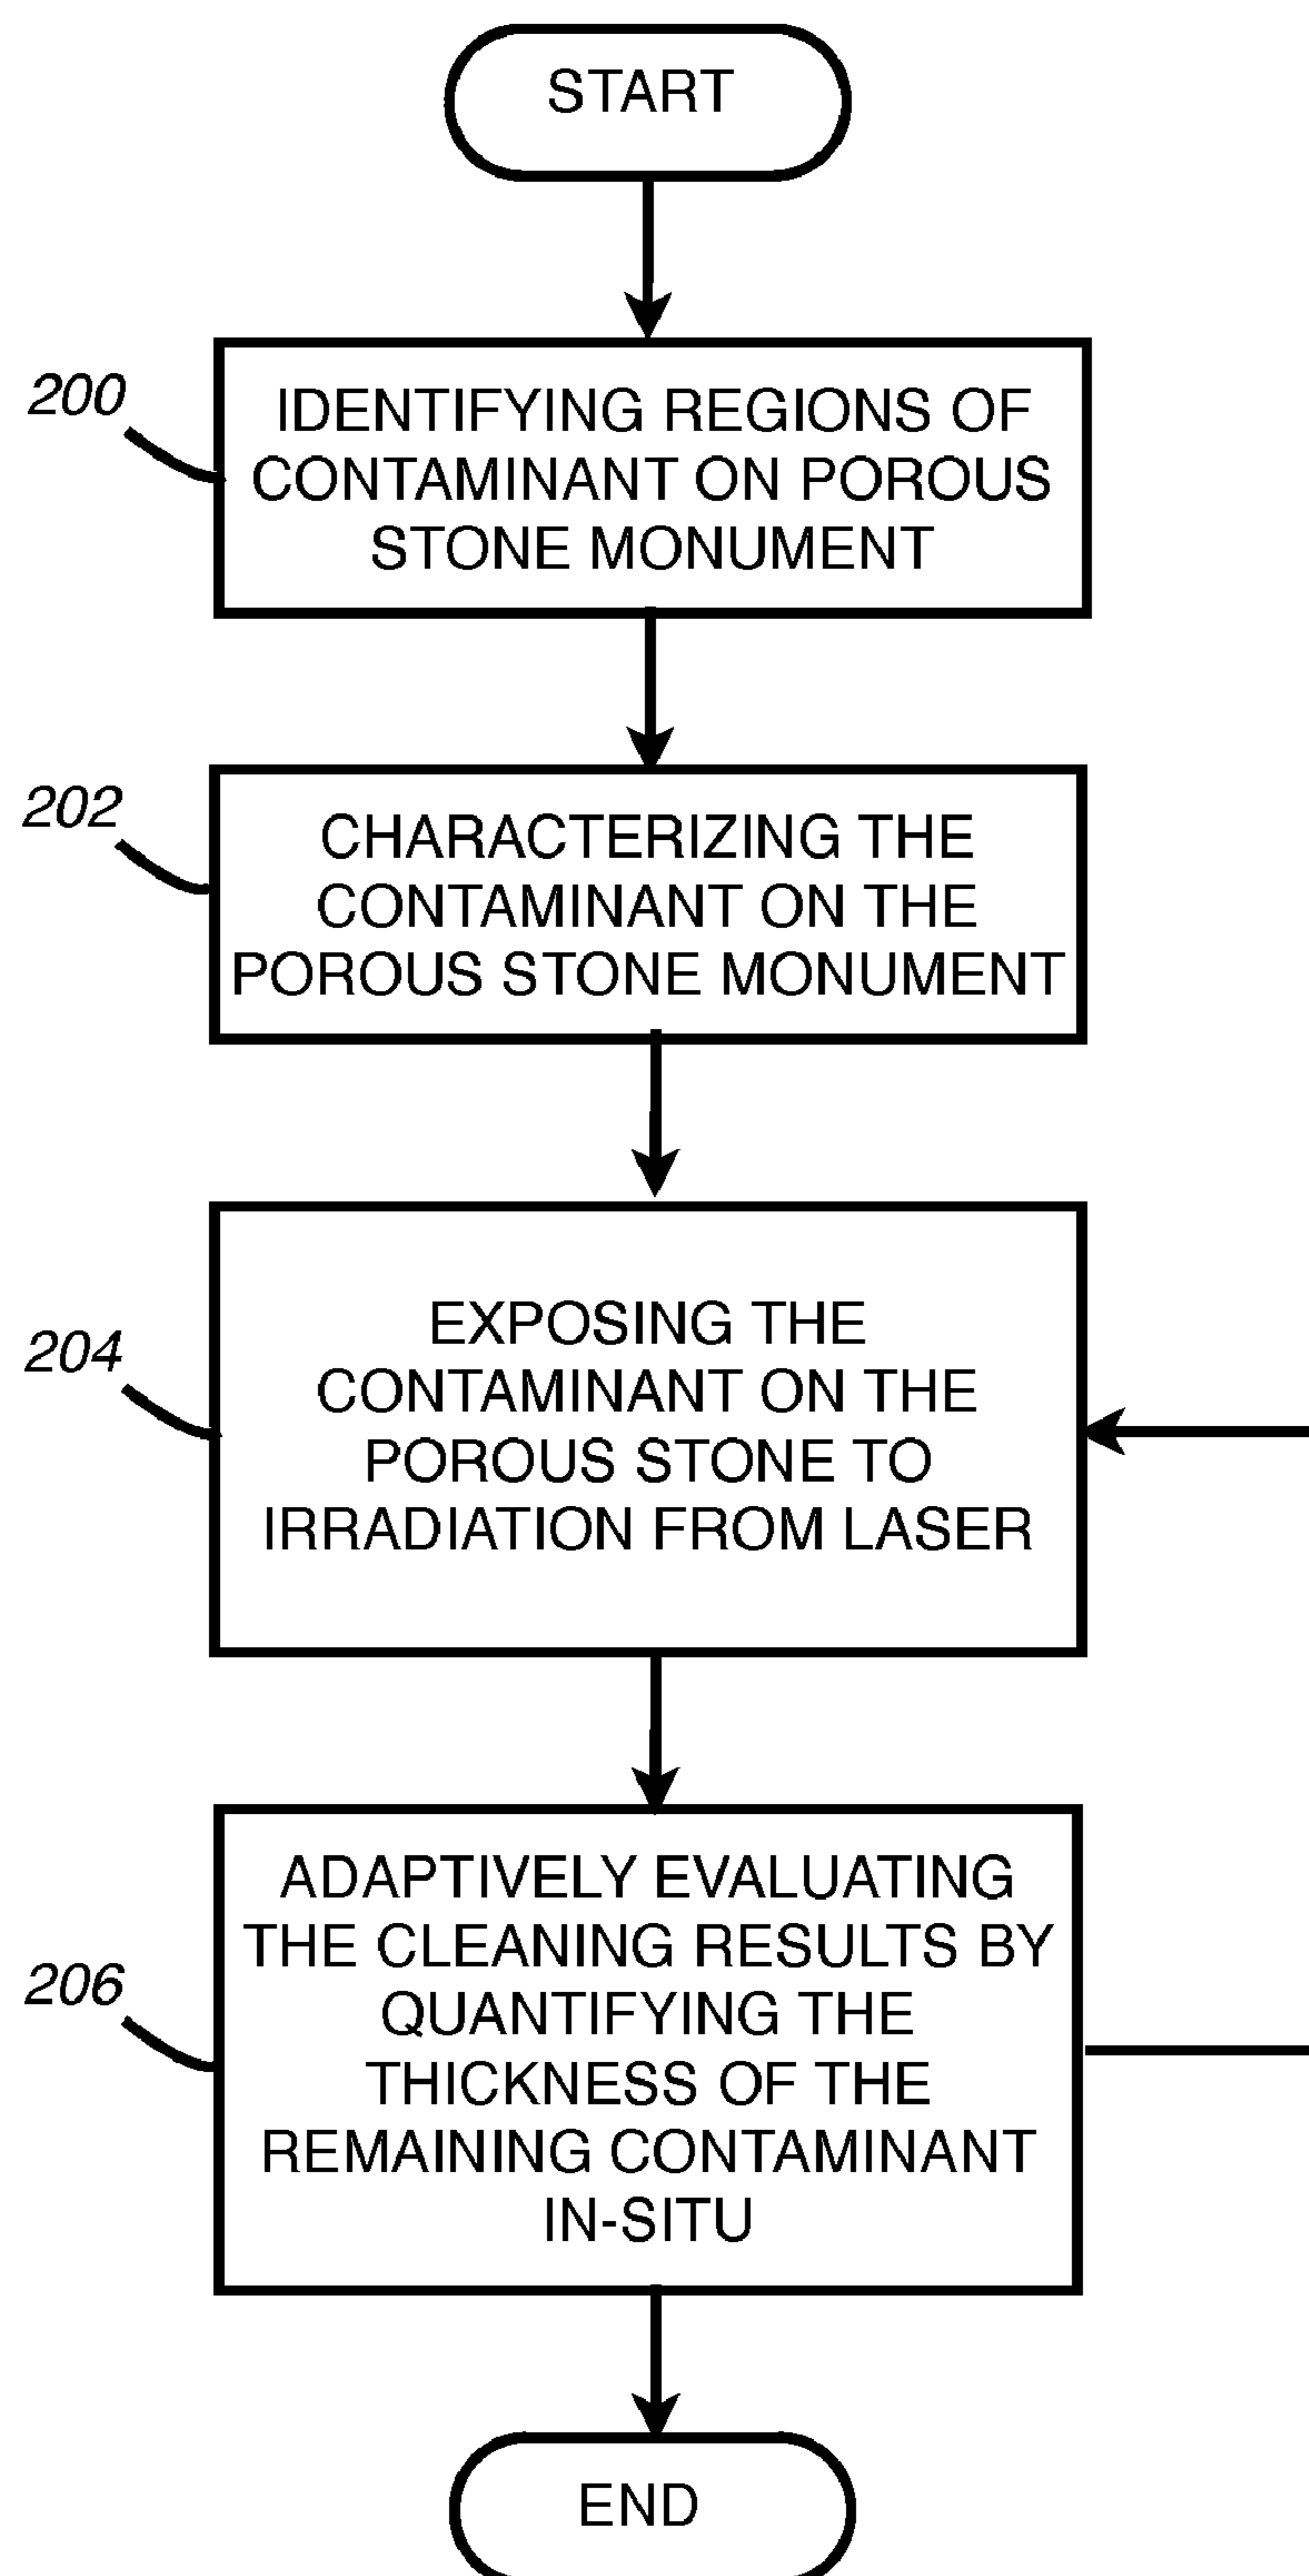 START
200
IDENTIFYING REGIONS OF
CONTAMINANT ON POROUS
STONE MONUMENT
202
CHARACTERIZING THE
CONTAMINANT ON THE
POROUS STONE MONUMENT
204
EXPOSING THE
CONTAMINANT ON THE
POROUS STONE TO
IRRADIATION FROM LASER
206
ADAPTIVELY EVALUATING
THE CLEANING RESULTS BY
QUANTIFYING THE
THICKNESS OF THE
REMAINING CONTAMINANT
IN-SITU
END